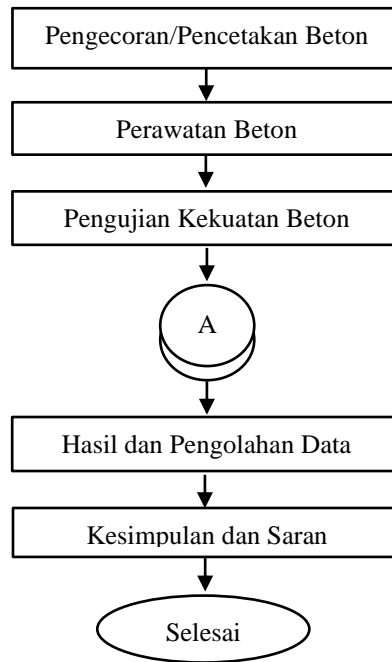 Pengecoran/Pencetakan Beton
Perawatan Beton
Pengujian Kekuatan Beton
A
Hasil dan Pengolahan Data
Kesimpulan dan Saran
Selesai